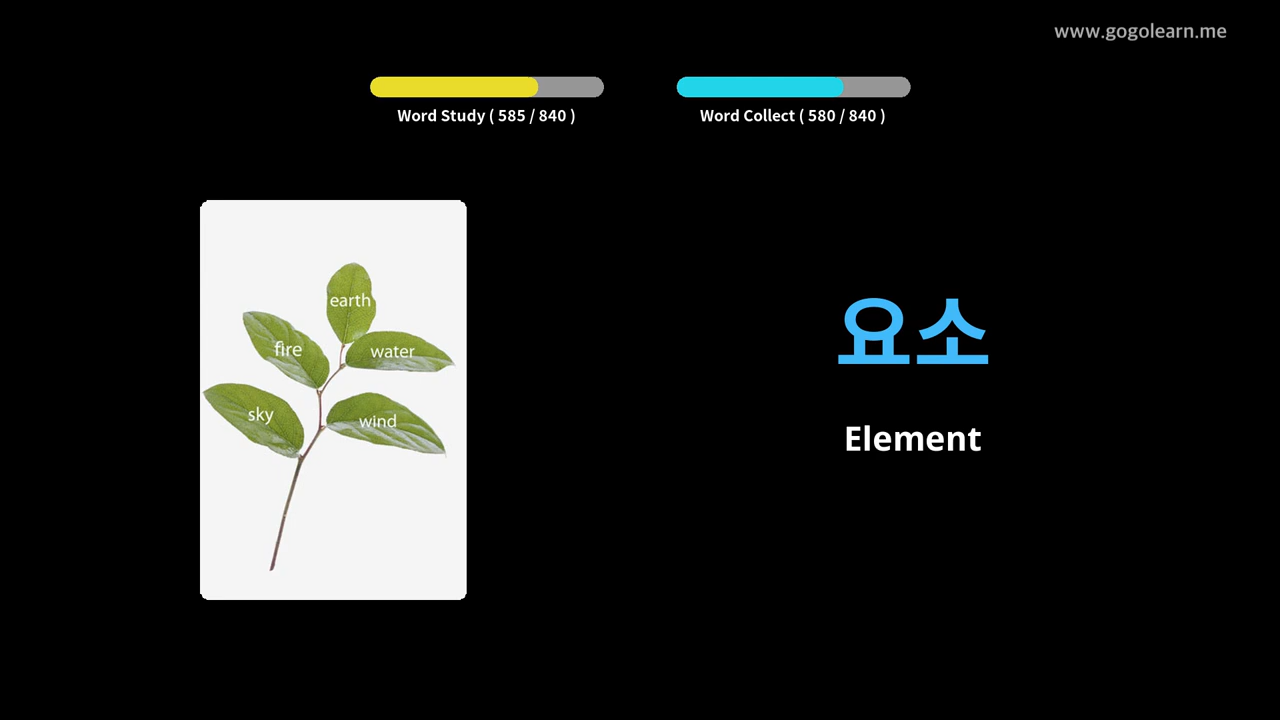 www.gogolearn.me
Word Study ( 585 / 840 )
Word Collect ( 580 / 840 )
earth
fire
water
sky
wind
요소
Element